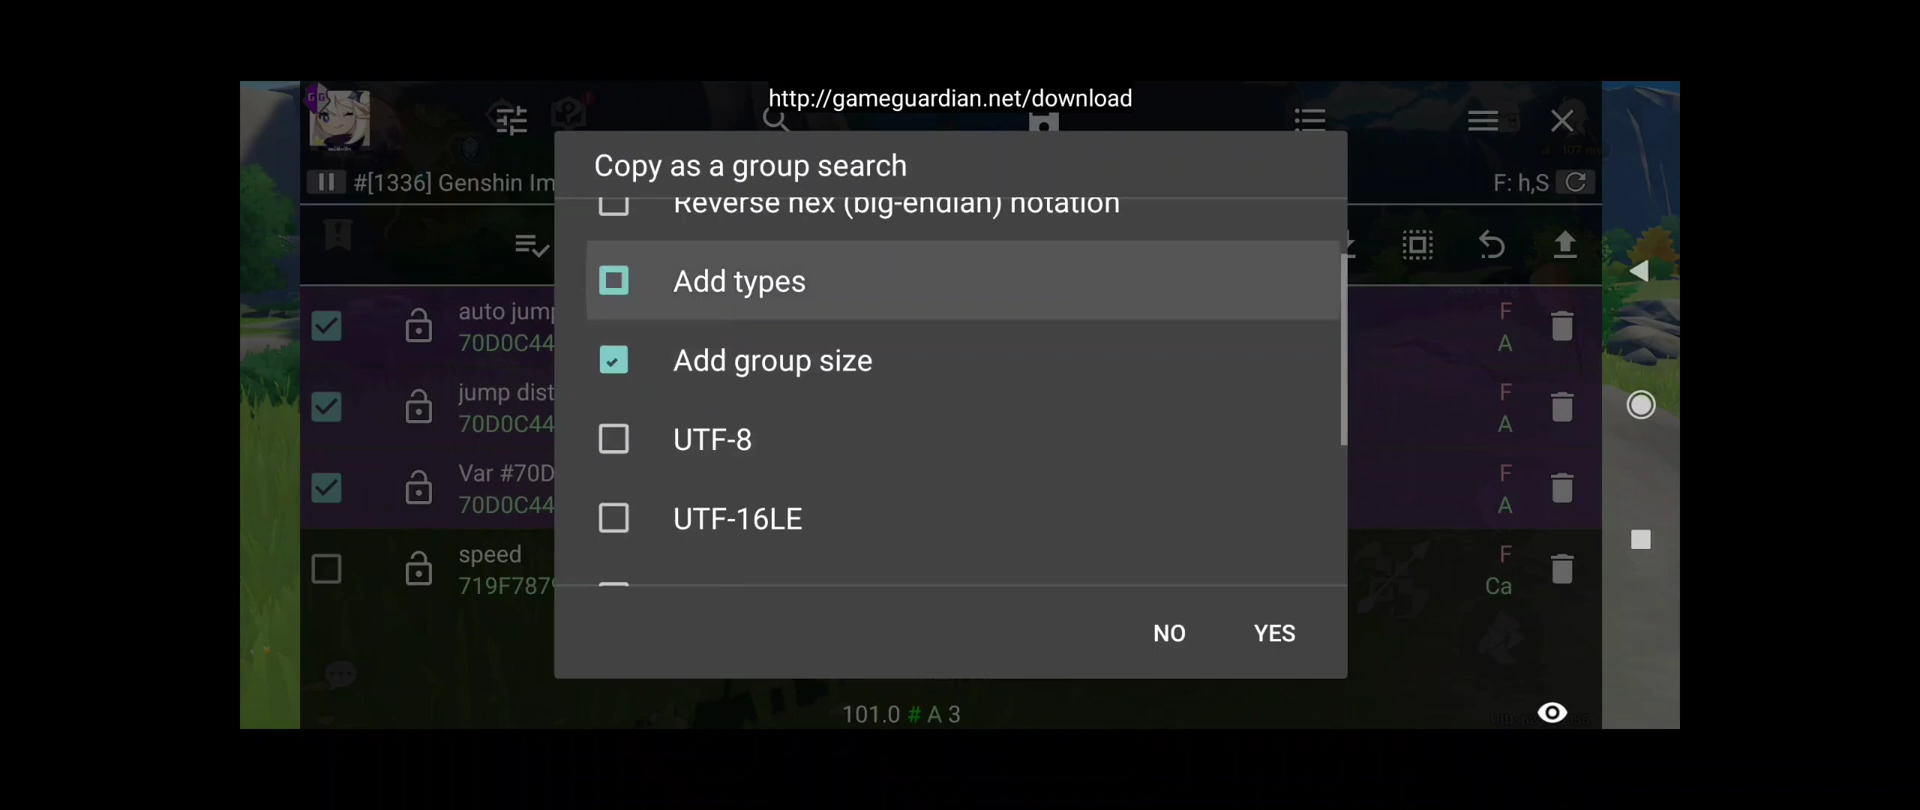 http://gameguardian.net/download
Copy as a group search
#[1336] Genshin Im
F: h,S
Reverse hex (big-endian) notation
Add types
auto jump
F
70D0C44
A
Add group size
jump dist
F
70D0C44
A
UTF-8
Var #70D
F
70D0C44
A
UTF-16LE
speed
F
719F7879
Ca
NO
YES
101.0 # A 3